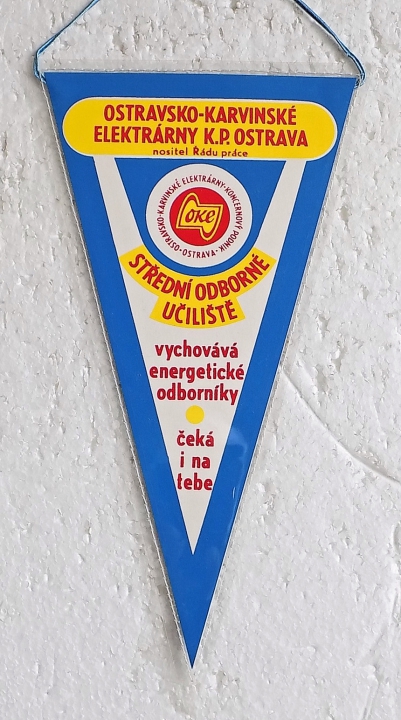 OSTRAVSKO-KARVINSKÉ
ELEKTRÁRNY K.P. OSTRAVA
nositel Řádu práce
OSTRAVSKO-KARVINSKÉ ELEKTRÁRNY-KONCERNOVÝ PODNIK
·OSTRAVA·
OKE
STŘEDNÍ ODBORNÉ
UČILIŠTĚ
vychovává
energetické
odborníky
čeká
i na
tebe